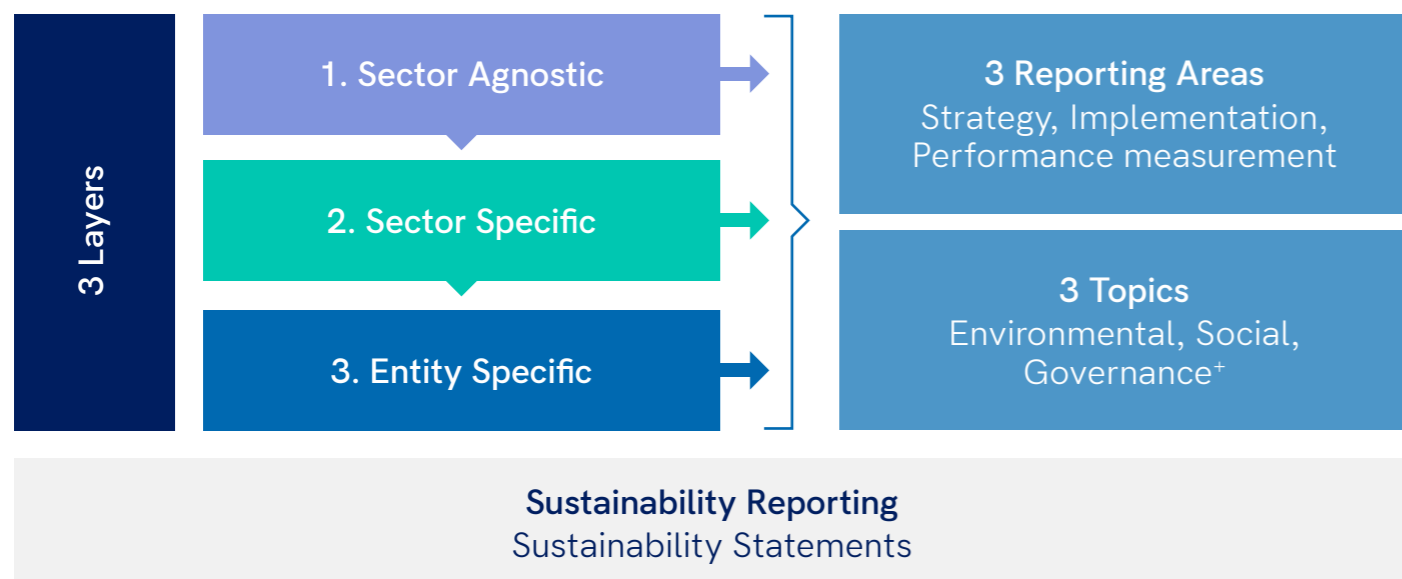 3 Layers
1. Sector Agnostic
2. Sector Specific
3. Entity Specific
3 Reporting Areas
Strategy, Implementation,
Performance measurement
3 Topics
Environmental, Social,
Governance⁺
Sustainability Reporting
Sustainability Statements